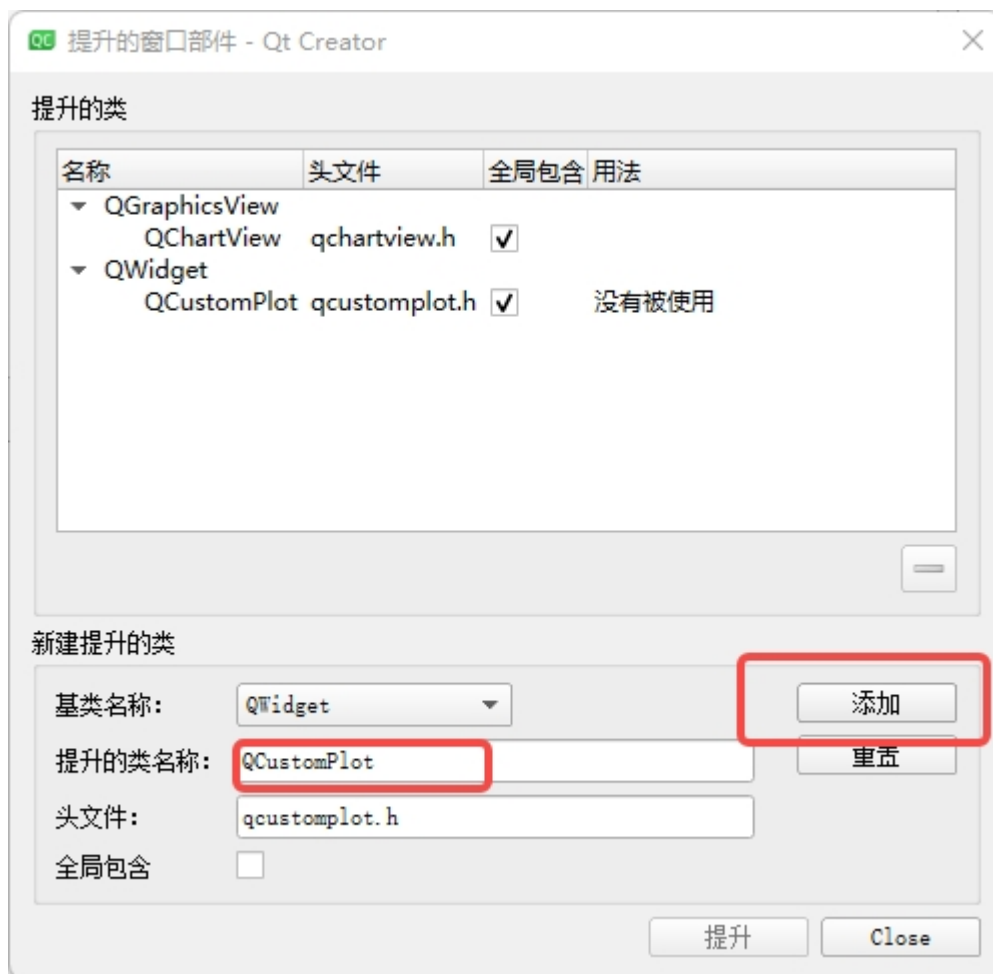 QC 提升的窗口部件 - Qt Creator
提升的类
名称 头文件 全局包含 用法
QGraphicsView
QChartView qchartview.h
QWidget
QCustomPlot qcustomplot.h 没有被使用
新建提升的类
基类名称: QWidget 添加
提升的类名称: QCustomPlot 重置
头文件: qcustomplot.h
全局包含
提升 Close